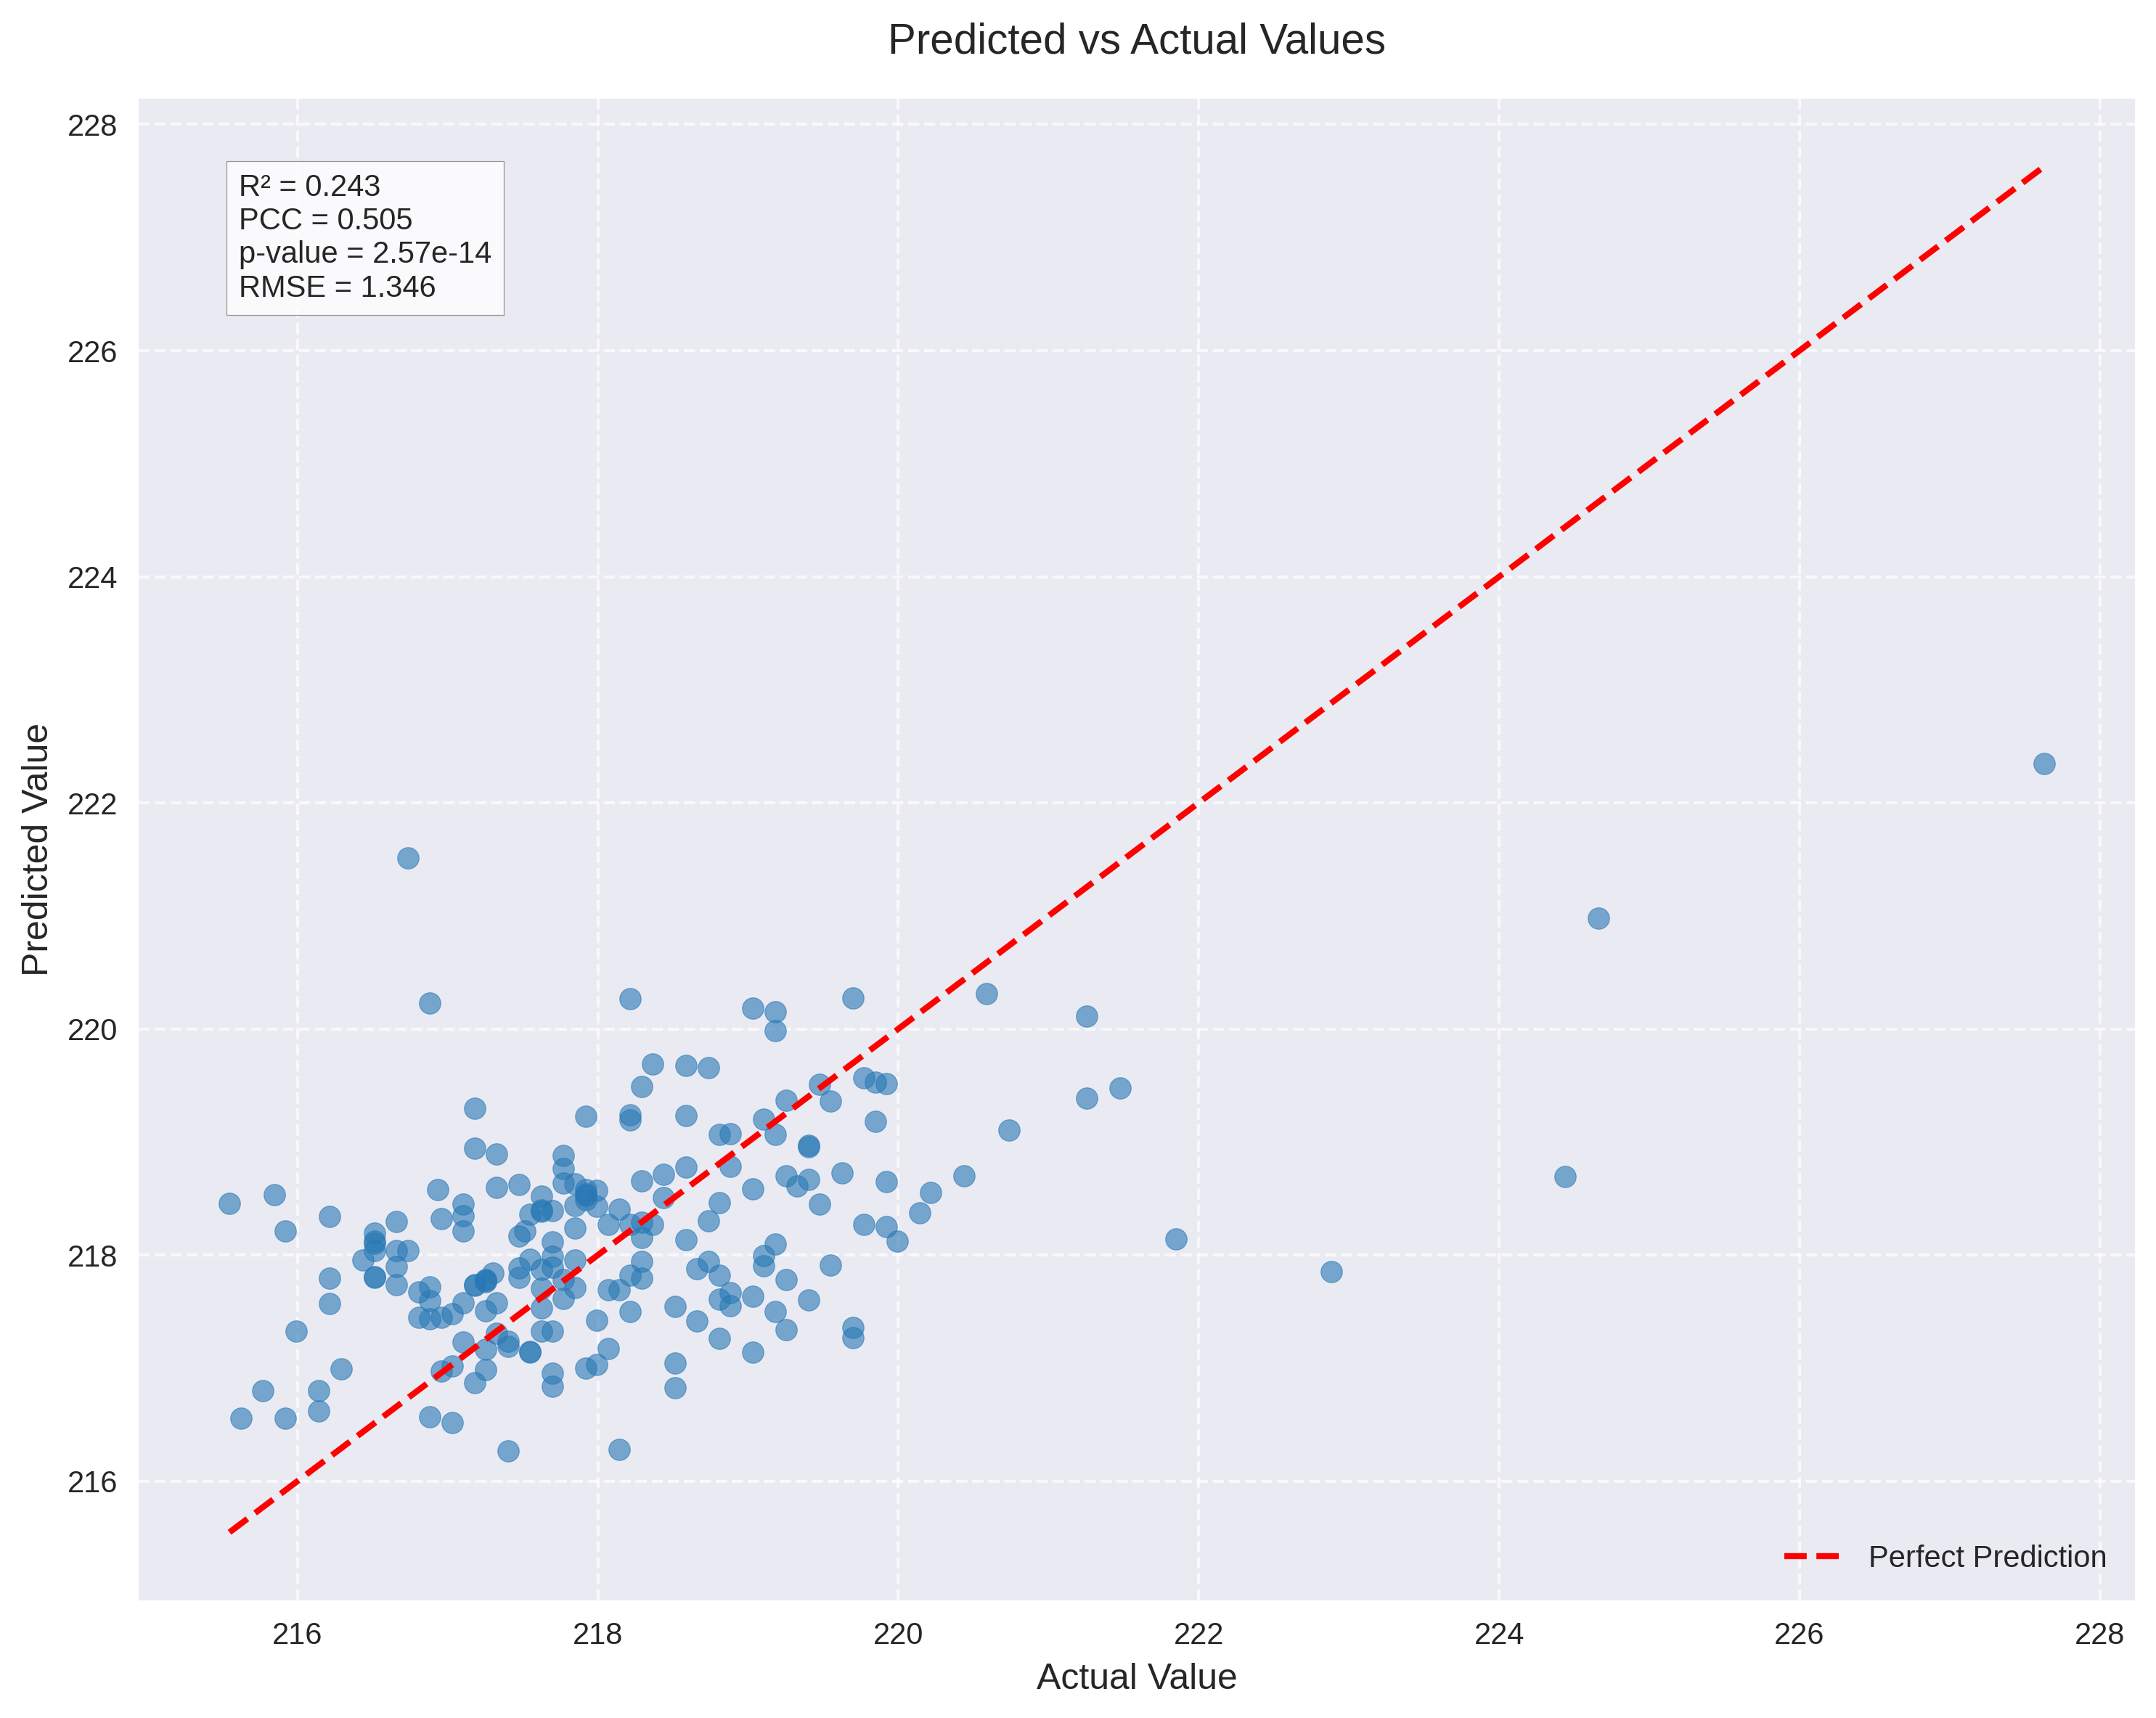 Predicted vs Actual Values
228
226
224
222
220
218
216
R² = 0.243
PCC = 0.505
p-value = 2.57e-14
RMSE = 1.346
Predicted Value
Perfect Prediction
216 218 220 222 224 226 228
Actual Value